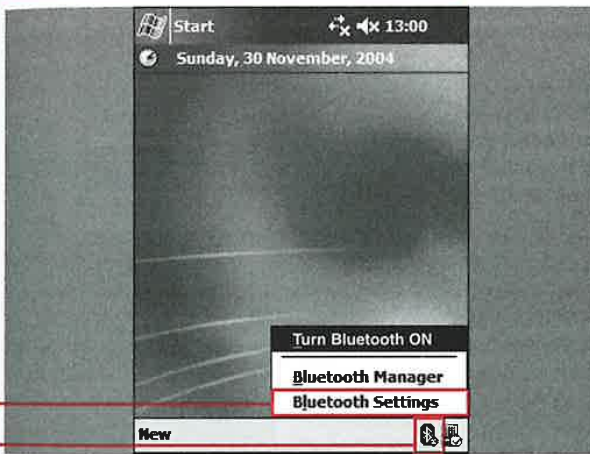 Start 13:00
Sunday, 30 November, 2004
Turn Bluetooth ON
Bluetooth Manager
Bluetooth Settings
New